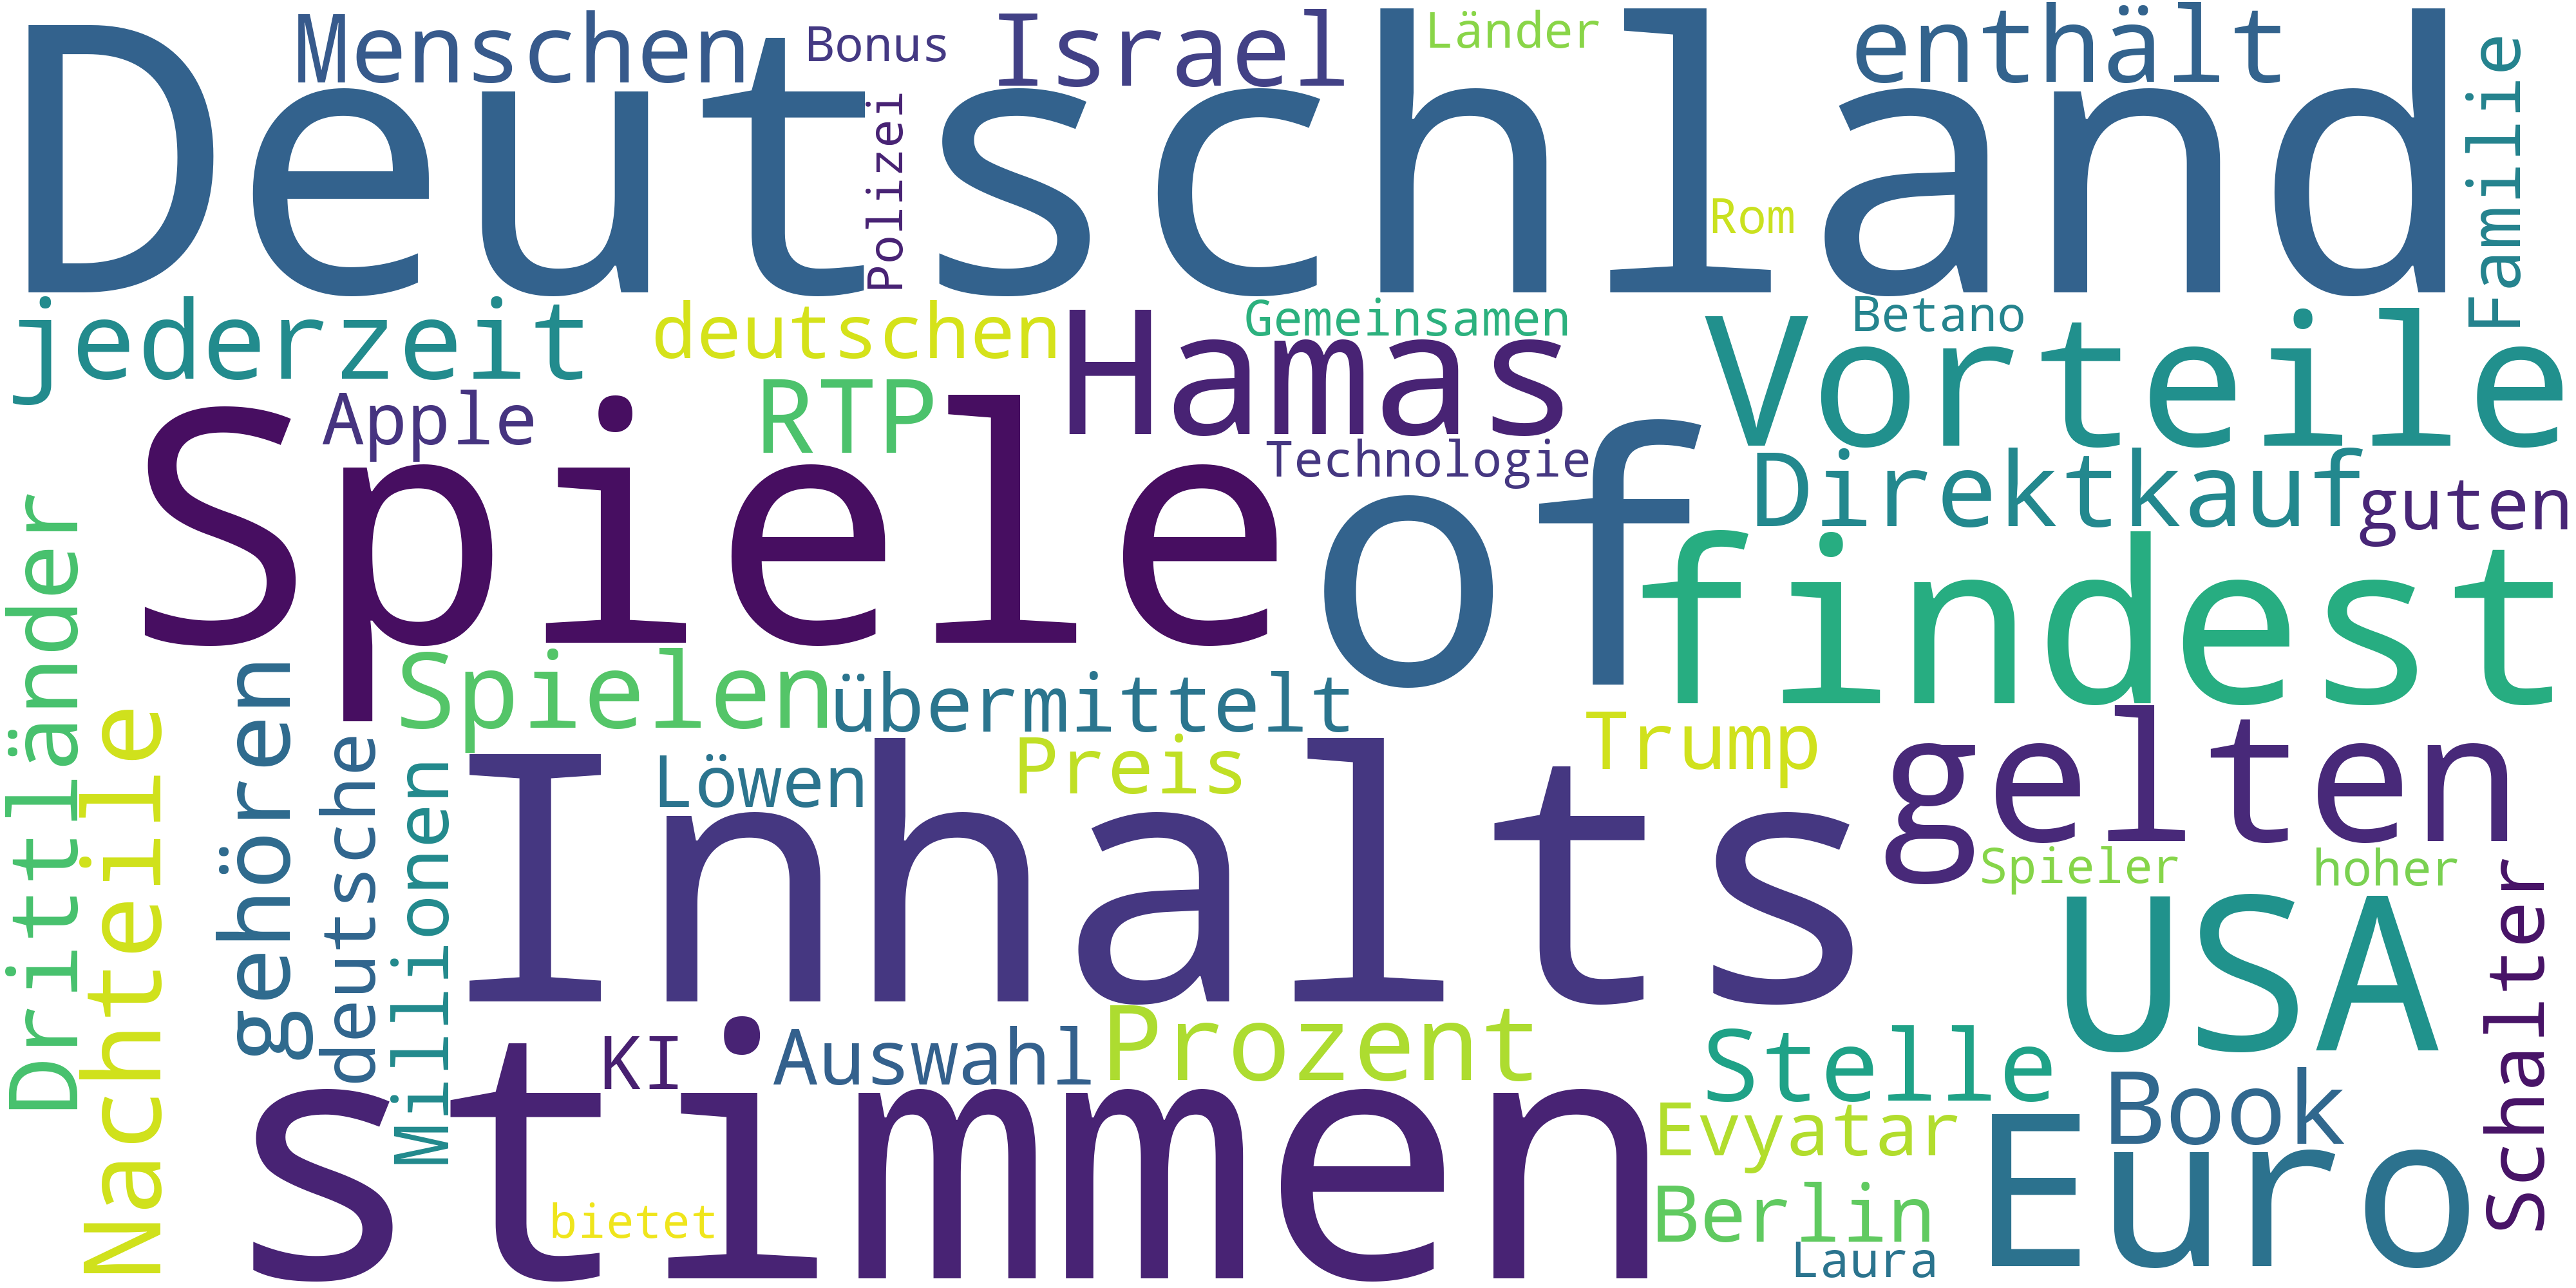 Deutschland
Menschen
Bonus
Israel
Länder
enthält
Familie
Polizei
Rom
jederzeit
deutschen
Hamas
Gemeinsamen
Vorteile
Betano
Apple
RTP
Spiele
of
Technologie
Direktkauf
guten
findest
Drittländer
Nachteile
gehören
deutsche
Millionen
Spielen
übermittelt
Löwen
Preis
Trump
gelten
Inhalts
Spieler
hoher
USA
Schalter
KI
Auswahl
Prozent
Stelle
Book
stimmen
Evyatar
Euro
Berlin
bietet
Laura